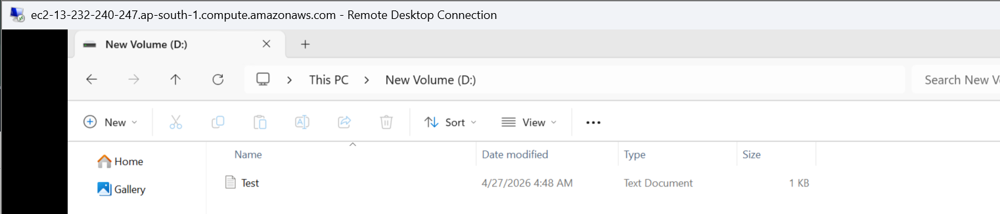 ec2-13-232-240-247.ap-south-1.compute.amazonaws.com - Remote Desktop Connection
New Volume (D:)
This PC > New Volume (D:) Search New
New Sort View
Name Date modified Type Size
Home
Test 4/27/2026 4:48 AM Text Document 1 KB
Gallery